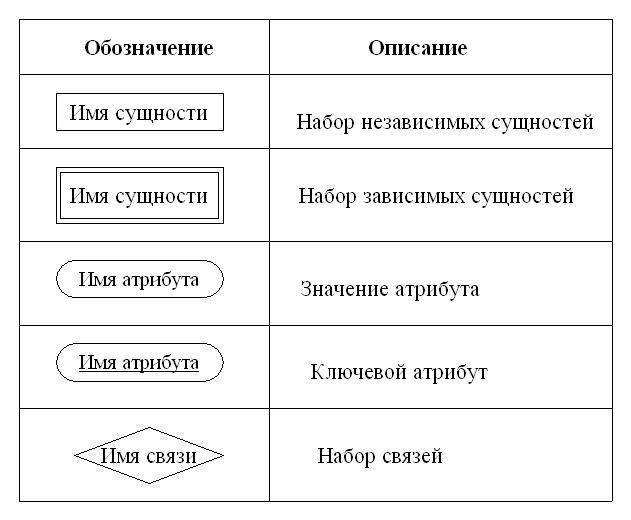 Обозначение Описание
Имя сущности Набор независимых сущностей
Имя сущности Набор зависимых сущностей
Имя атрибута Значение атрибута
Имя атрибута Ключевой атрибут
Имя связи Набор связей